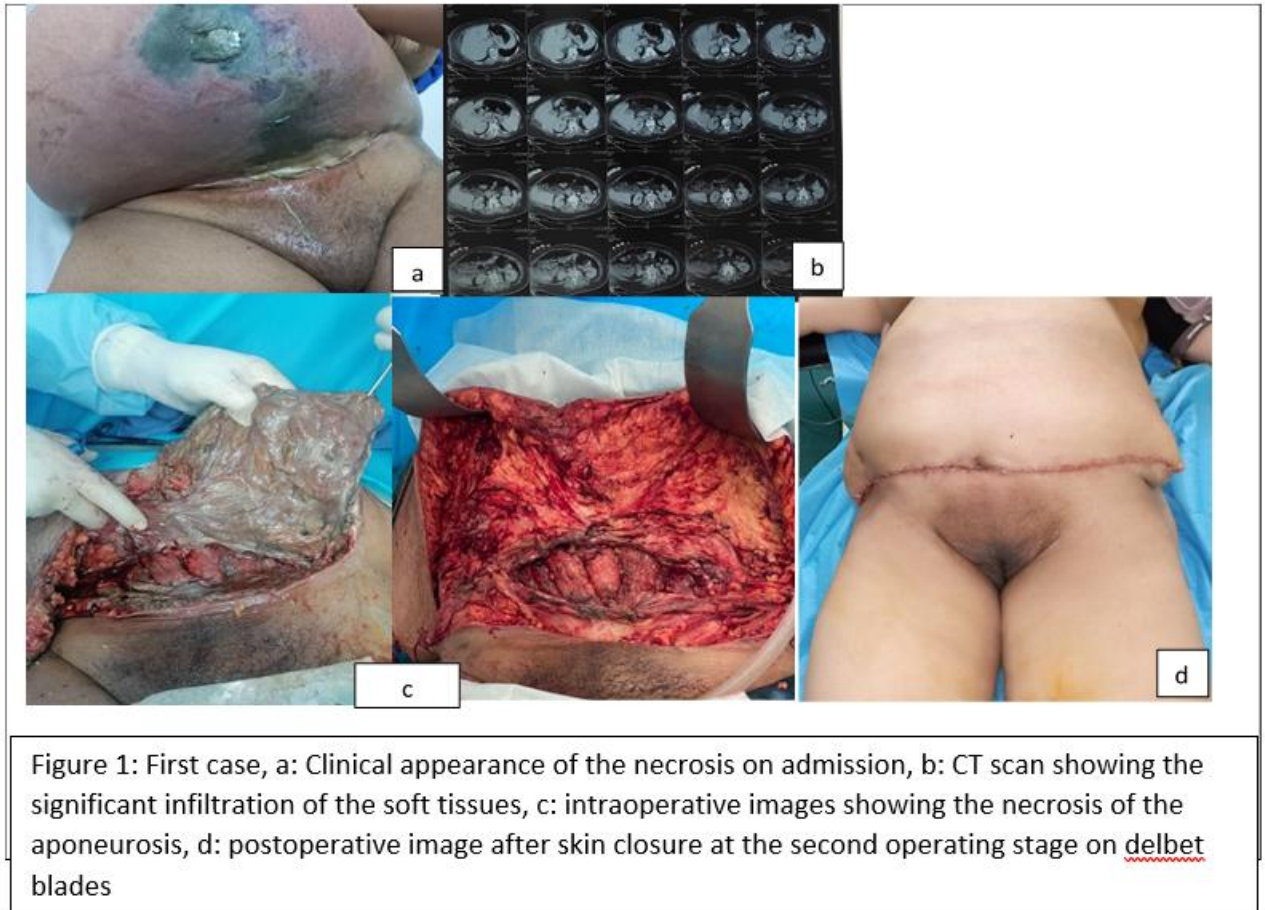 a
b
c
d
Figure 1: First case, a: Clinical appearance of the necrosis on admission, b: CT scan showing the
significant infiltration of the soft tissues, c: intraoperative images showing the necrosis of the
aponeurosis, d: postoperative image after skin closure at the second operating stage on delbet
blades